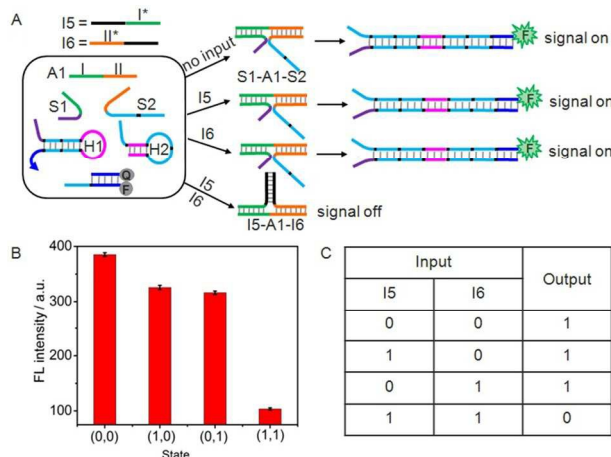 A
I5 =
I*
I6 =
II*
A1
I
II
S1
S2
H1
H2
Q
F
no input
S1-A1-S2
F
signal on
I5
F
signal on
I6
F
signal on
I5
I6
I5-A1-I6
signal off
B
FL intensity / a.u.
400
300
200
100
(0,0) (1,0) (0,1) (1,1)
State
C
Input Output
I5 I6
0 0 1
1 0 1
0 1 1
1 1 0